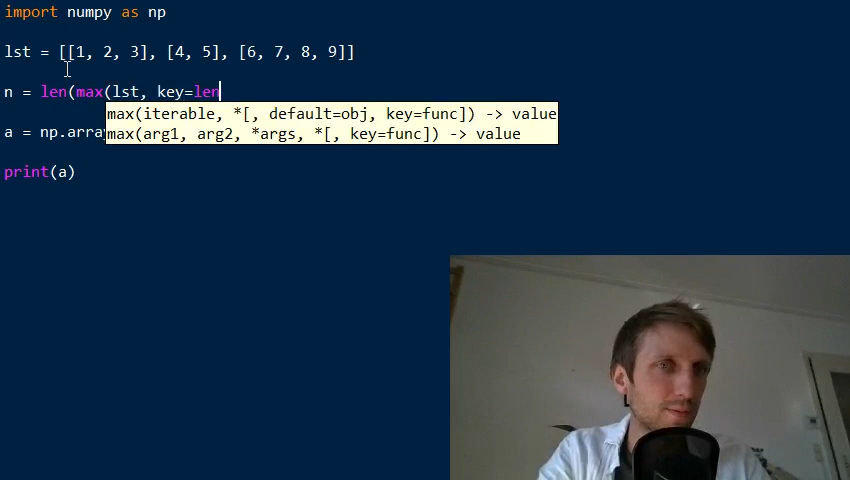 import numpy as np
lst = [[1, 2, 3], [4, 5], [6, 7, 8, 9]]
n = len(max(lst, key=len
max(iterable, *[, default=obj, key=func]) -> value
a = np.arra
max(arg1, arg2, *args, *[, key=func]) -> value
print(a)